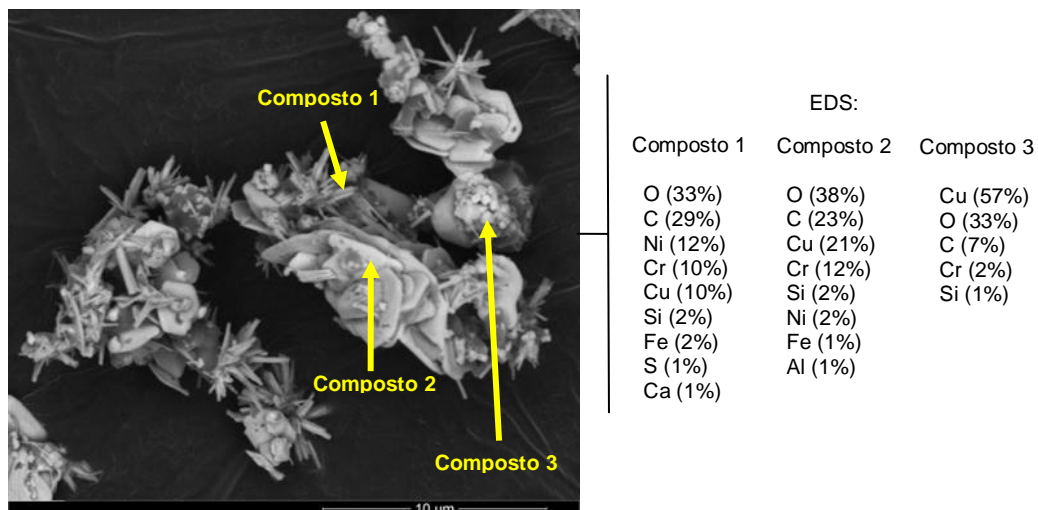 Composto 1
Composto 2
Composto 3
10 µm
EDS:
Composto 1 Composto 2 Composto 3
O (33%) O (38%) Cu (57%)
C (29%) C (23%) O (33%)
Ni (12%) Cu (21%) C (7%)
Cr (10%) Cr (12%) Cr (2%)
Cu (10%) Si (2%) Si (1%)
Si (2%) Ni (2%)
Fe (2%) Fe (1%)
S (1%) Al (1%)
Ca (1%)